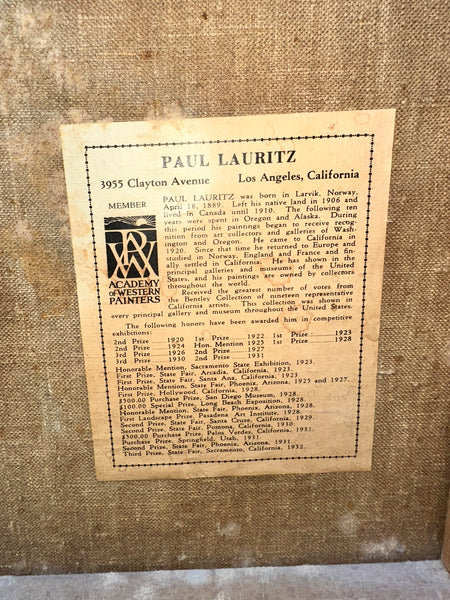 PAUL LAURITZ
3955 Clayton Avenue Los Angeles, California
MEMBER
ACADEMY
OF WESTERN
PAINTERS
PAUL LAURITZ was born in Larvik, Norway,
April 18, 1889. Left his native land in 1906 and
lived in Canada until 1910. The following ten
years were spent in Oregon and Alaska. During
this period his paintings began to receive recog-
nition from art collectors and galleries of Wash-
ington and Oregon. He came to California in
1920. Since that time he returned to Europe and
studied in Norway, England and France and fin-
ally settled in California. He has shown in the
principal galleries and museums of the United
States, and his paintings are owned by collectors
throughout the world.
Received the greatest number of votes from
the Bentley Collection of nineteen representative
California artists. This collection was shown in
every principal gallery and museum throughout the United States.
The following honors have been awarded him in competitive
exhibitions:
2nd Prize 1920 1st Prize 1922 1st Prize 1923
2nd Prize 1924 Hon. Mention 1925 1st Prize 1928
3rd Prize 1926 2nd Prize 1927
3rd Prize 1930 2nd Prize 1931
Honorable Mention, Sacramento State Exhibition, 1923.
First Prize, State Fair, Arcadia, California, 1923.
First Prize, State Fair, Santa Ana, California, 1923
Honorable Mention, State Fair, Phoenix, Arizona, 1925 and 1927.
First Prize, Hollywood, California, 1928.
$500.00 Purchase Prize, San Diego Museum, 1928.
$100.00 Special Prize, Long Beach Exposition, 1928.
Honorable Mention, State Fair, Phoenix, Arizona, 1928.
First Landscape Prize, Pasadena Art Institute, 1928.
Second Prize, State Fair, Santa Cruze, California, 1929.
Second Prize, State Fair, Pomona, California, 1930.
$500.00 Purchase Prize, Palos Verdes, California, 1931.
Purchase Prize, Springfield, Utah, 1931.
Second Prize, State Fair, Phoenix, Arizona, 1931.
Third Prize, State Fair, Sacramento, California, 1932.